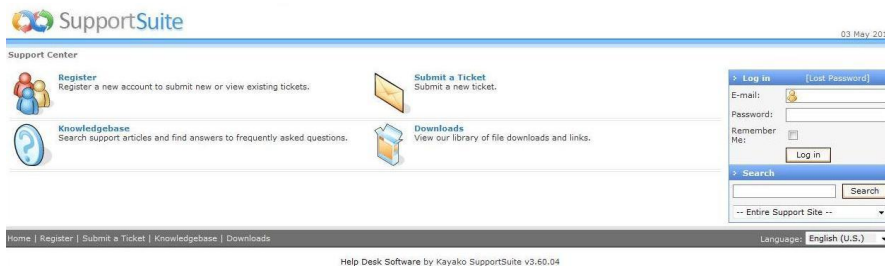 SupportSuite
03 May 201
Support Center
Register
Register a new account to submit new or view existing tickets.
Submit a Ticket
Submit a new ticket.
Knowledgebase
Search support articles and find answers to frequently asked questions.
Downloads
View our library of file downloads and links.
> Log in [Lost Password]
E-mail:
Password:
Remember
Me:
Log in
> Search
Search
-- Entire Support Site --
Home | Register | Submit a Ticket | Knowledgebase | Downloads
Language: English (U.S.)
Help Desk Software by Kayako SupportSuite v3.60.04